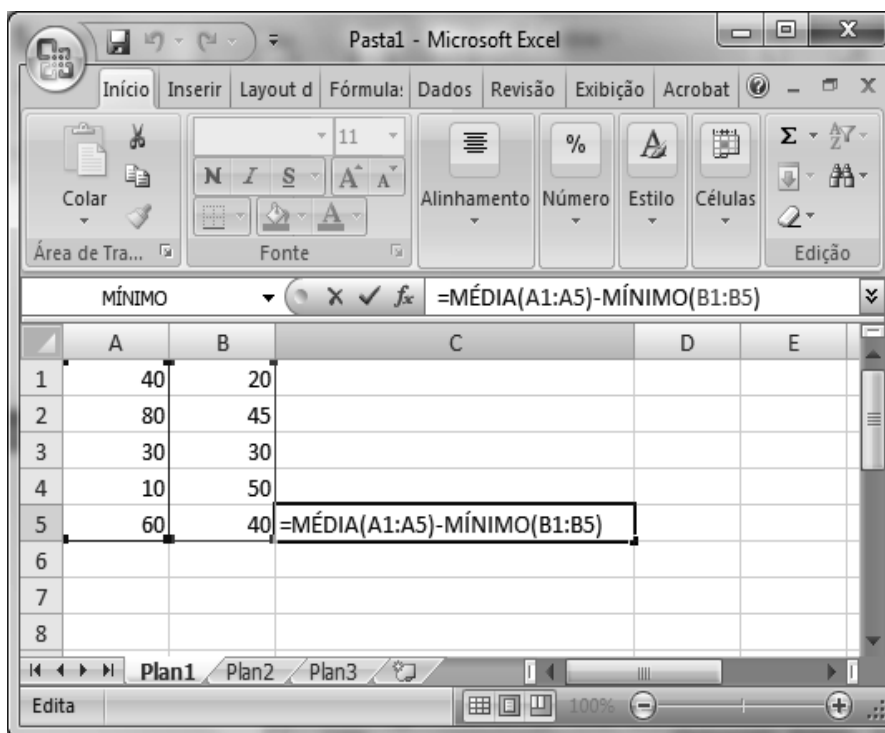 Pasta1 - Microsoft Excel
Início Inserir Layout d Fórmula: Dados Revisão Exibição Acrobat
Colar
Área de Tra...
11
N I S A A
A
Fonte
Alinhamento
%
Número
A
Estilo
Células
Σ
A
Z
Edição
MÍNIMO fx =MÉDIA(A1:A5)-MÍNIMO(B1:B5)
A B C D E
1 40 20
2 80 45
3 30 30
4 10 50
5 60 40 =MÉDIA(A1:A5)-MÍNIMO(B1:B5)
6
7
8
Plan1 Plan2 Plan3
Edita 100%